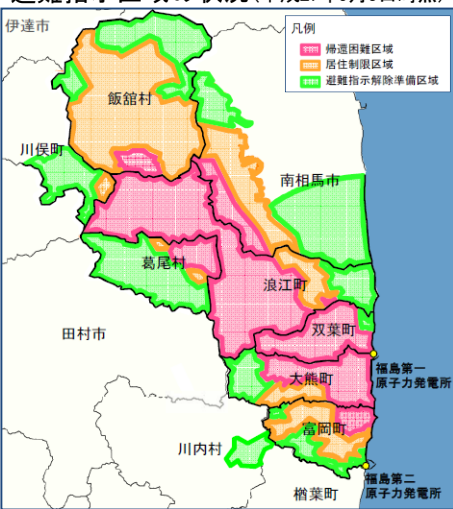 伊達市
凡例
帰還困難区域
居住制限区域
避難指示解除準備区域
飯舘村
川俣町
南相馬市
葛尾村
浪江町
田村市
双葉町
福島第一
原子力発電所
大熊町
富岡町
川内村
福島第二
原子力発電所
楢葉町